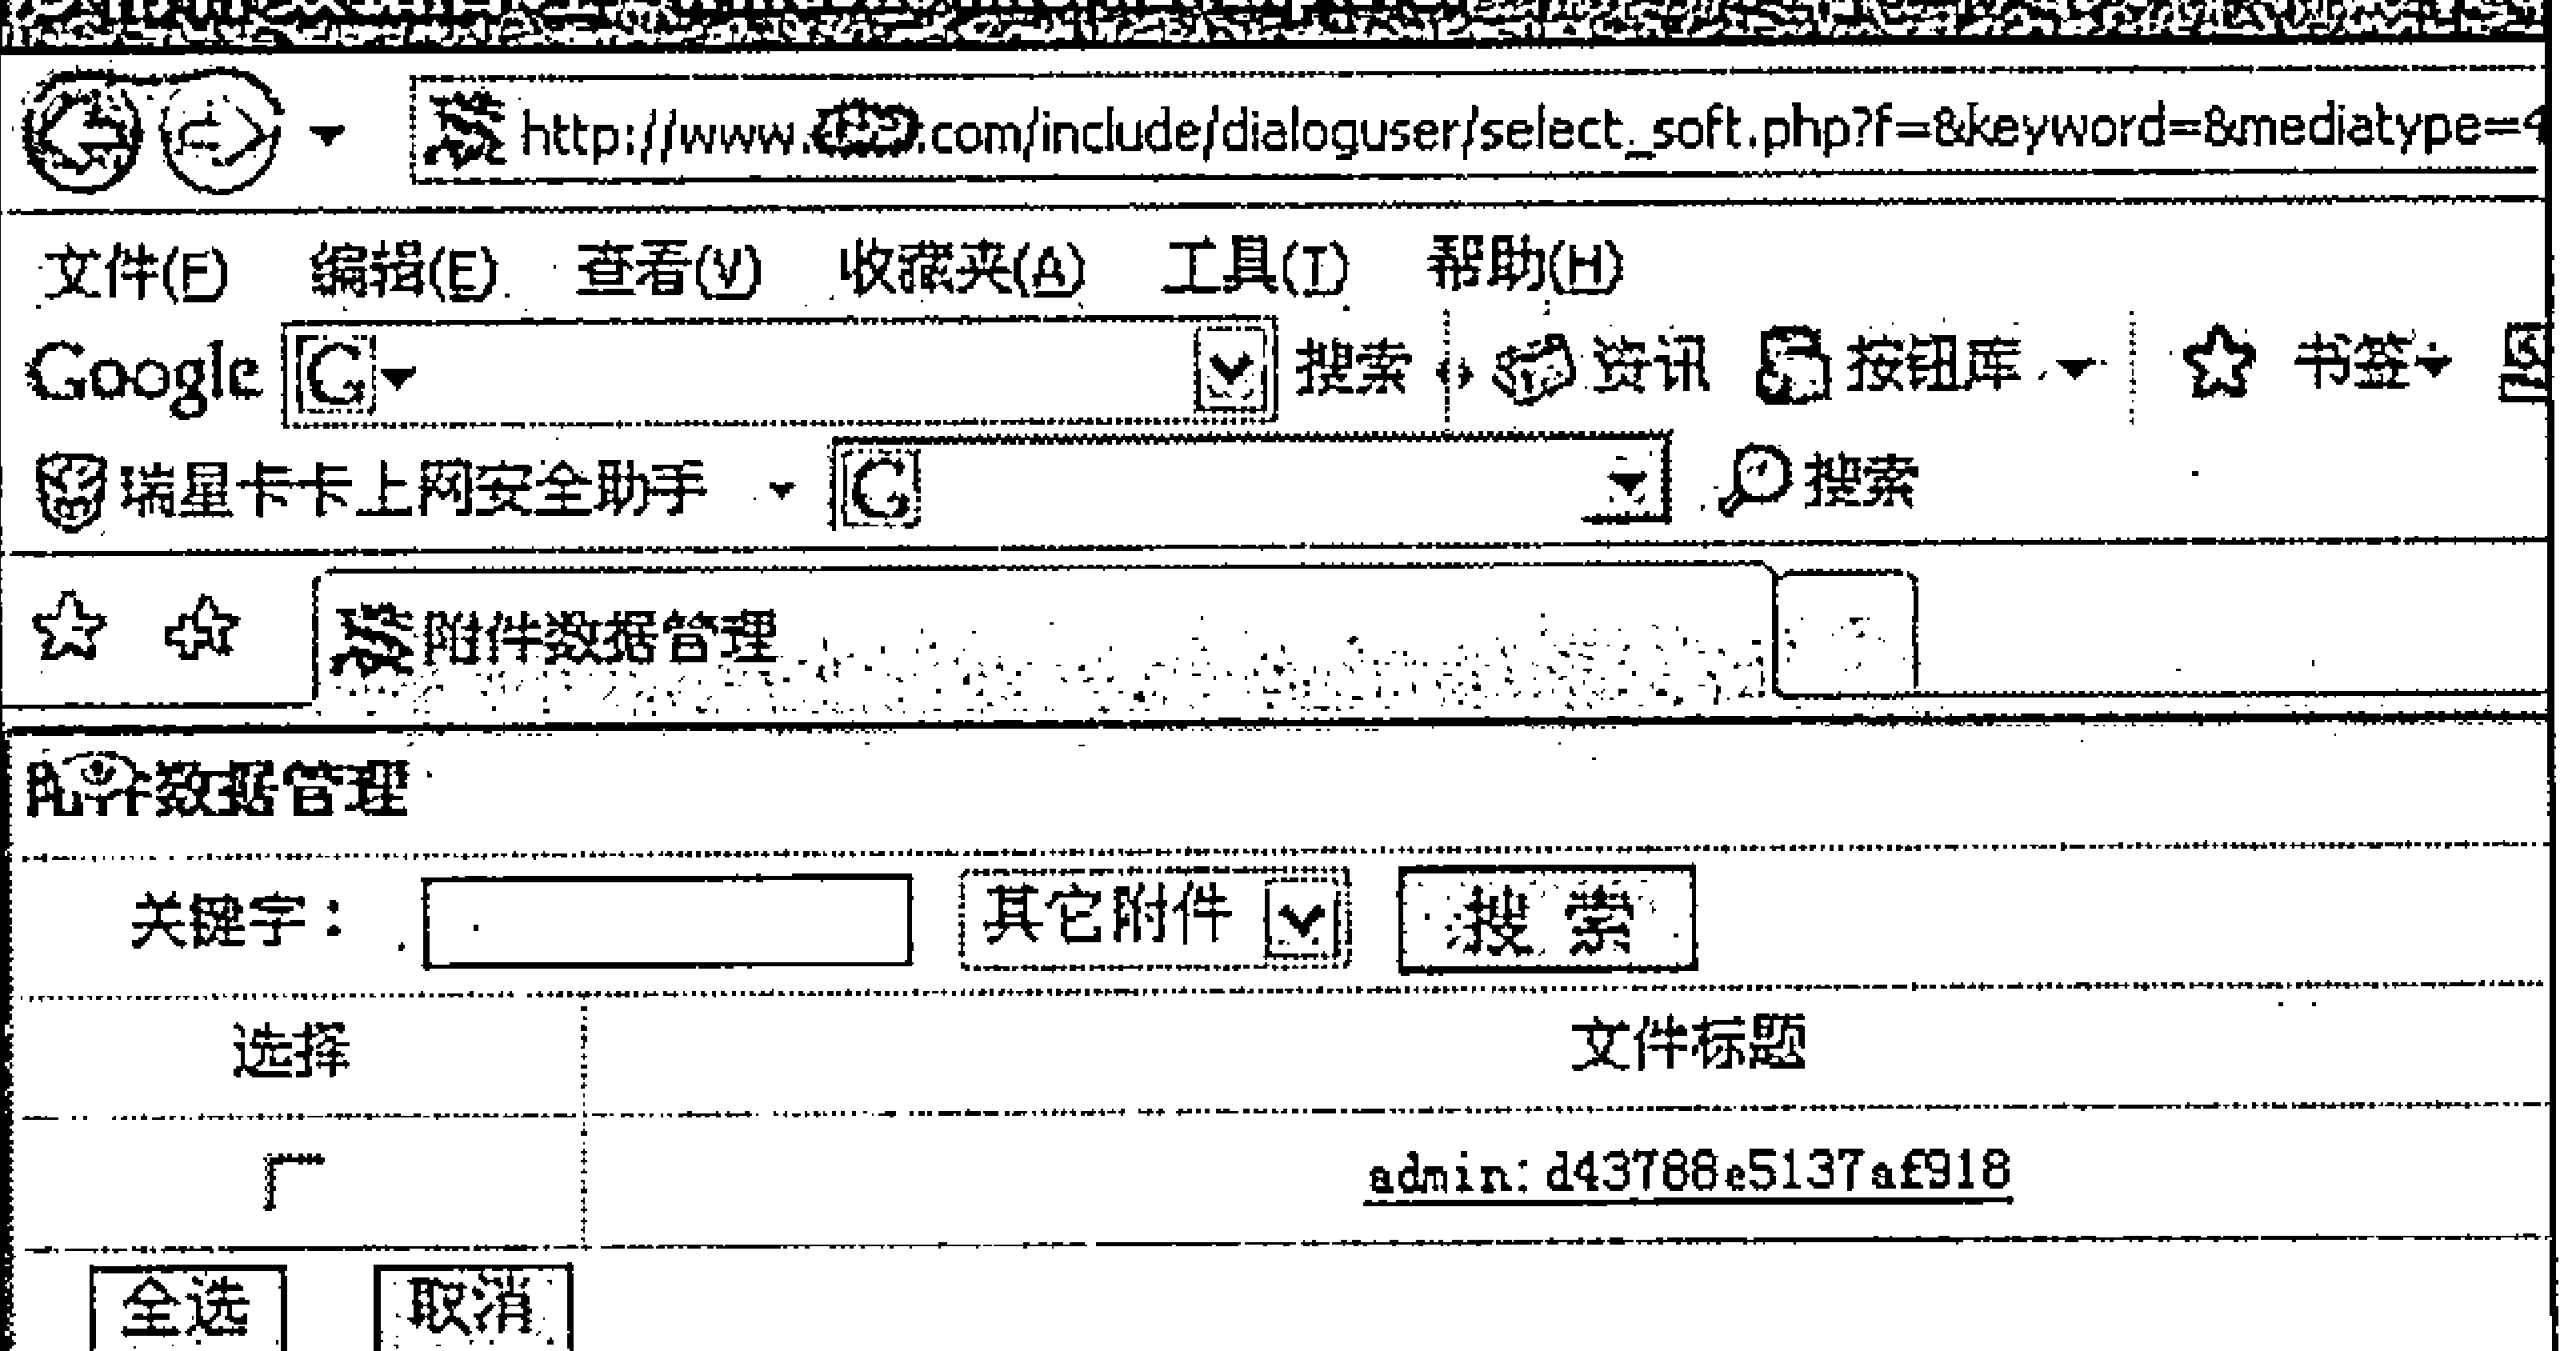 http://www. .com/include/dialoguser/select_soft.php?f=&keyword=&mediatype=4
文件(F) 编辑(E) 查看(V) 收藏夹(A) 工具(T) 帮助(H)
Google 搜索 资讯 按钮库 书签
瑞星卡卡上网安全助手 搜索
附件数据管理
附件数据管理
关键字: 其它附件 搜 索
选择 文件标题
admin:d43788e5137af918
全选 取消